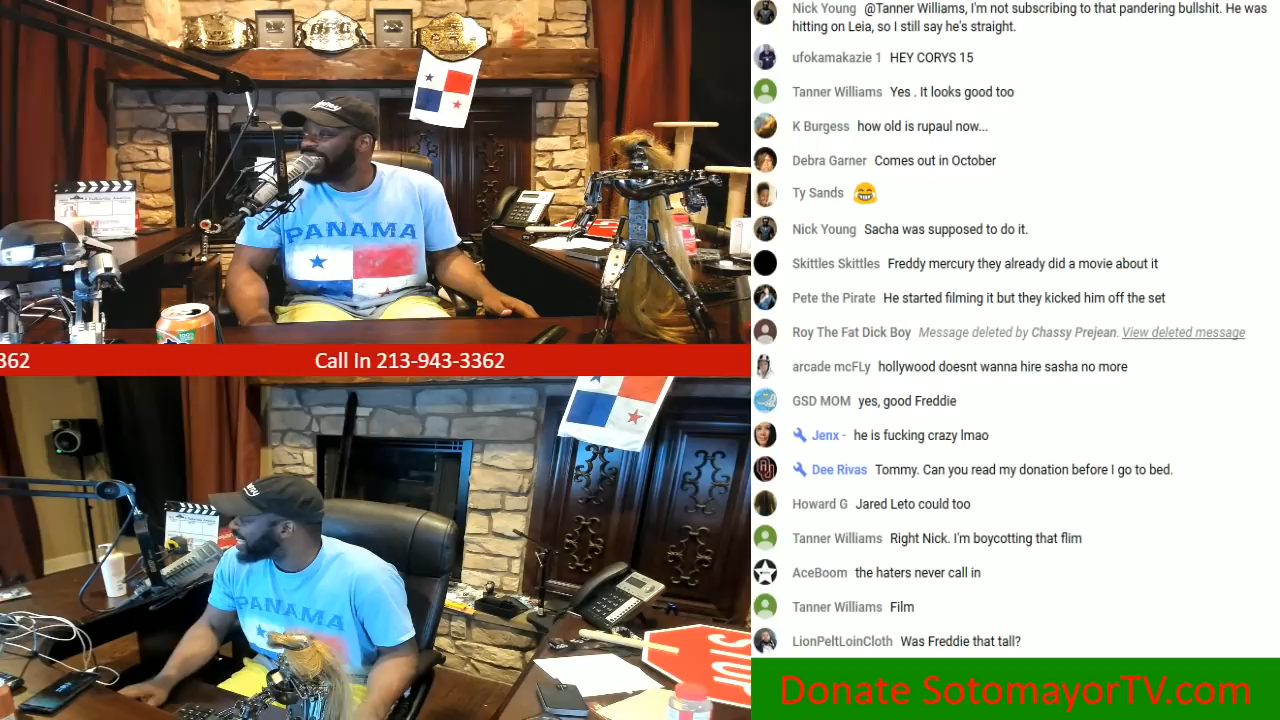 PANAMA
362
Call In 213-943-3362
PANAMA
Nick Young @Tanner Williams, I'm not subscribing to that pandering bullshit. He was
hitting on Leia, so I still say he's straight.
ufokamakazie 1 HEY CORYS 15
Tanner Williams Yes . It looks good too
K Burgess how old is rupaul now...
Debra Garner Comes out in October
Ty Sands 😂
Nick Young Sacha was supposed to do it.
Skittles Skittles Freddy mercury they already did a movie about it
Pete the Pirate He started filming it but they kicked him off the set
Roy The Fat Dick Boy Message deleted by Chassy Prejean. View deleted message
arcade mcFLy hollywood doesnt wanna hire sasha no more
GSD MOM yes, good Freddie
Jenx - he is fucking crazy lmao
Dee Rivas Tommy. Can you read my donation before I go to bed.
Howard G Jared Leto could too
Tanner Williams Right Nick. I'm boycotting that flim
AceBoom the haters never call in
Tanner Williams Film
LionPeltLoinCloth Was Freddie that tall?
Donate SotomayorTV.com